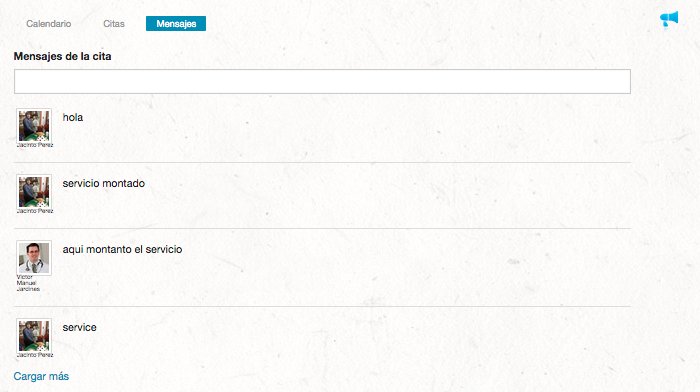 Calendario Citas Mensajes
Mensajes de la cita
hola
Jacinto Perez
servicio montado
Jacinto Perez
aqui montanto el servicio
Victor
Manuel
Jardines
service
Jacinto Perez
Cargar más